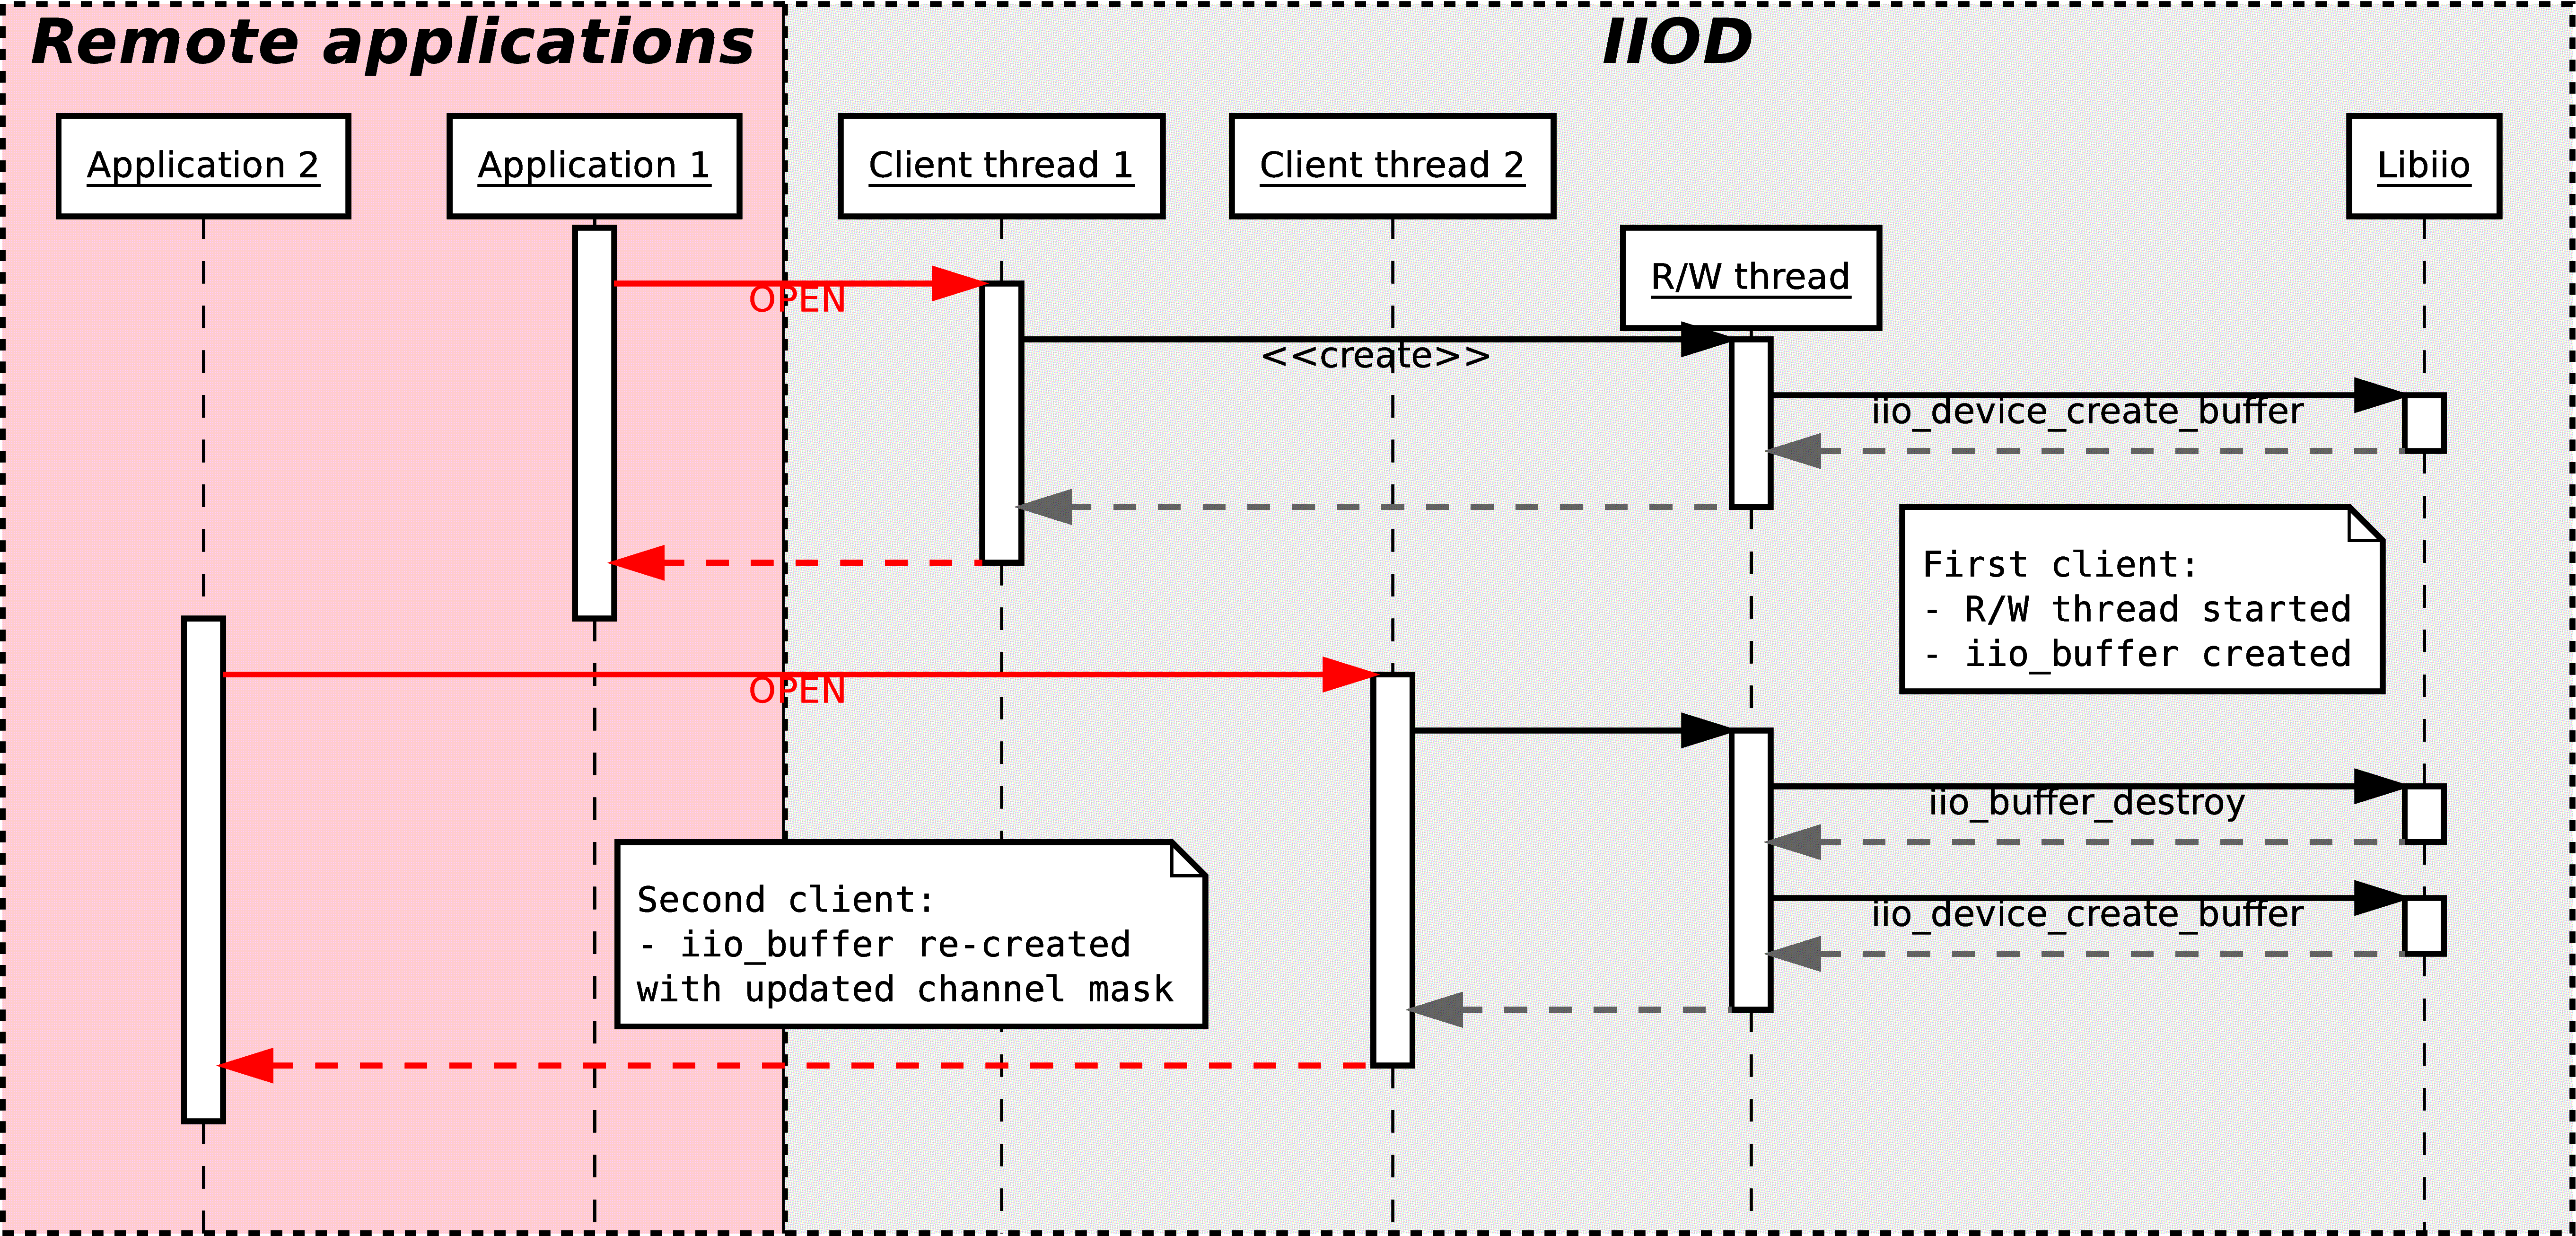 Remote applications
IIOD
Application 2
Application 1
Client thread 1
Client thread 2
Libiio
R/W thread
OPEN
<<create>>
iio_device_create_buffer
First client:
- R/W thread started
- iio_buffer created
OPEN
iio_buffer_destroy
Second client:
- iio_buffer re-created
with updated channel mask
iio_device_create_buffer